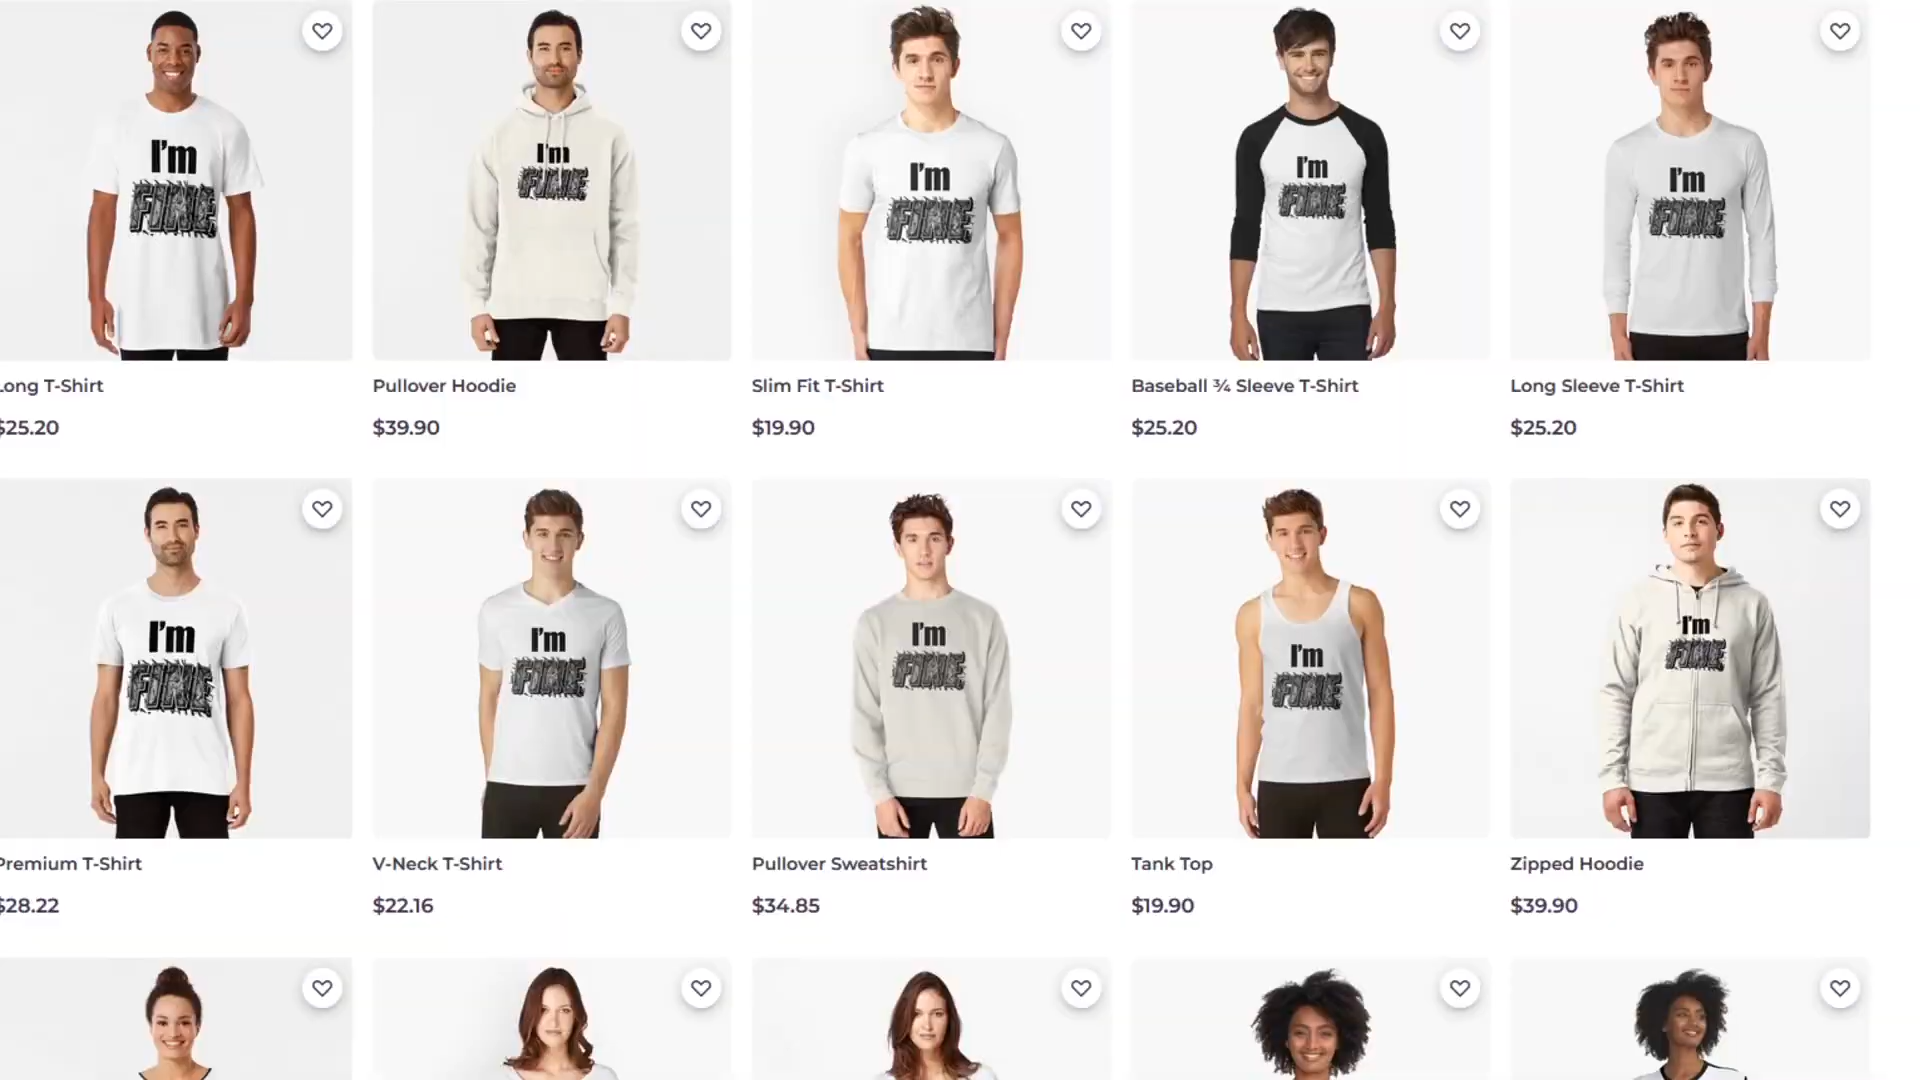 I'm
FINE
I'm
FINE
I'm
FINE
I'm
FINE
I'm
FINE
Long T-Shirt
Pullover Hoodie
Slim Fit T-Shirt
Baseball ¾ Sleeve T-Shirt
Long Sleeve T-Shirt
$25.20
$39.90
$19.90
$25.20
$25.20
I'm
FINE
I'm
FINE
I'm
FINE
I'm
FINE
I'm
FINE
Premium T-Shirt
V-Neck T-Shirt
Pullover Sweatshirt
Tank Top
Zipped Hoodie
$28.22
$22.16
$34.85
$19.90
$39.90